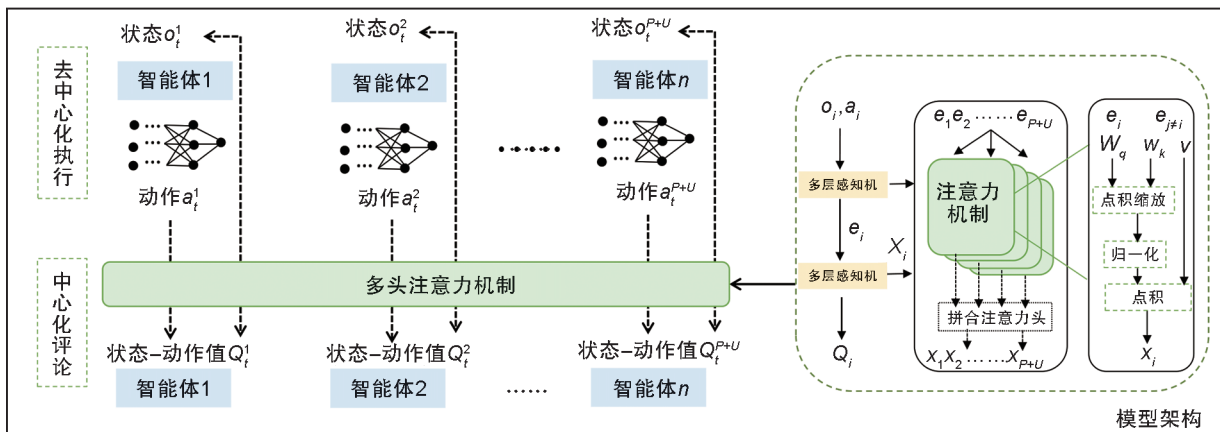 去中心化执行
状态o_t^1
状态o_t^2
状态o_t^{P+U}
智能体1
智能体2
智能体n
动作a_t^1
动作a_t^2
动作a_t^{P+U}
中心化评论
多头注意力机制
状态-动作值Q_t^1
状态-动作值Q_t^2
状态-动作值Q_t^{P+U}
智能体1
智能体2
……
智能体n
o_i,a_i
多层感知机
e_i
多层感知机
Q_i
X_i
e_1e_2……e_{P+U}
注意力
机制
拼合注意力头
x_1x_2……x_{P+U}
e_i
e_{j≠i}
W_q
w_k
v
点积缩放
归一化
点积
x_i
模型架构